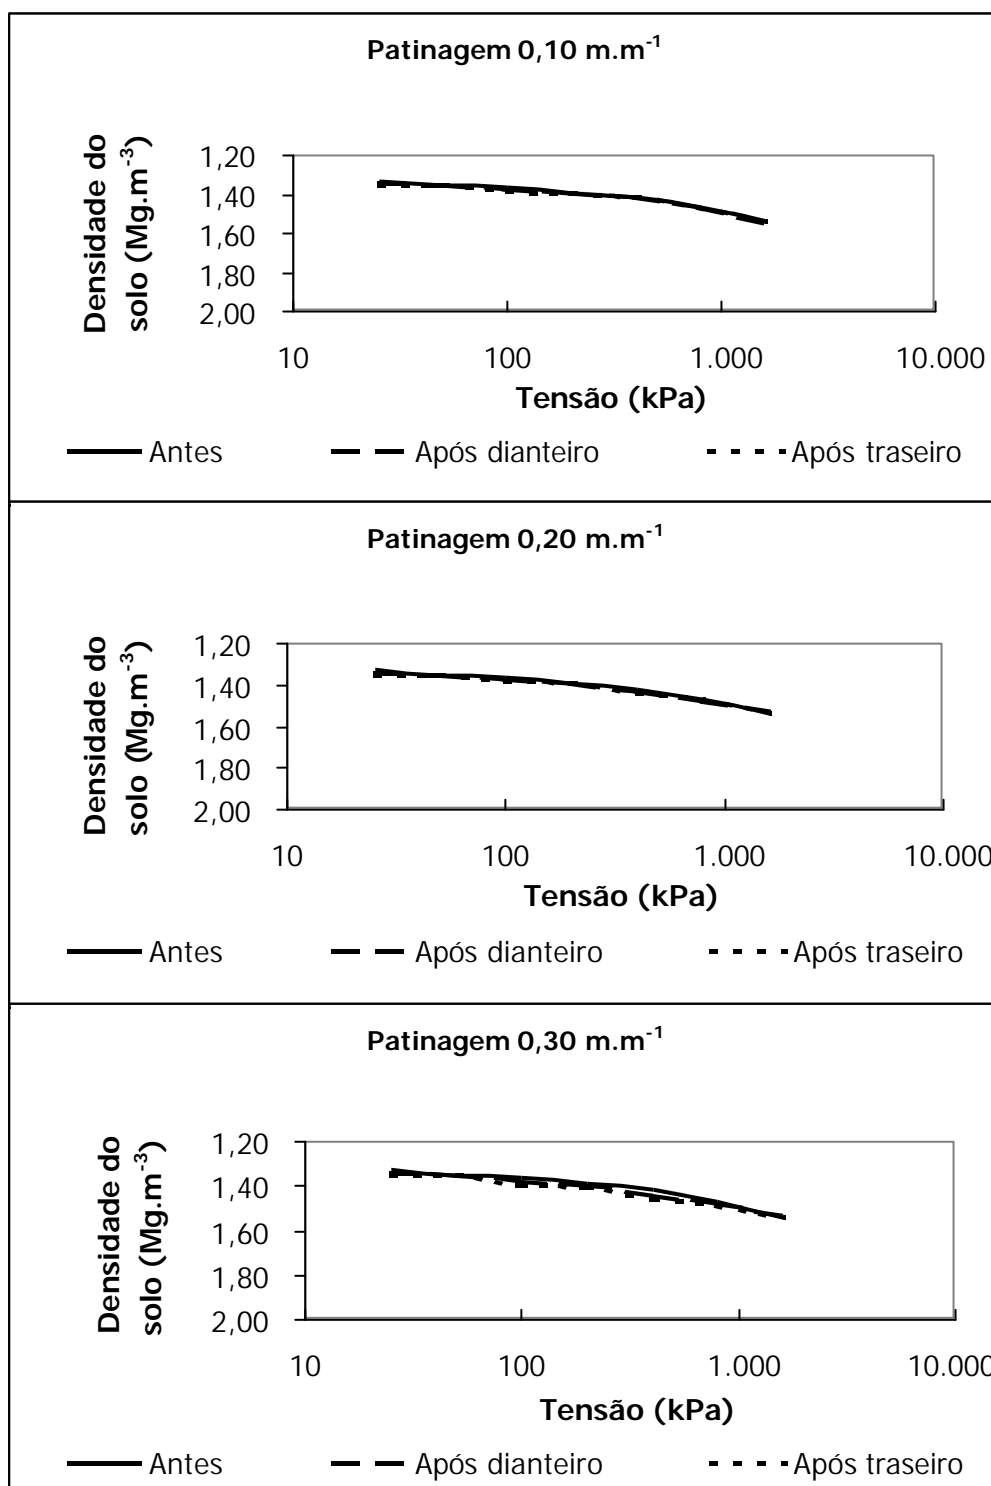 Patinagem 0,10 m.m-1
Densidade do
solo (Mg.m-3)
1,20
1,40
1,60
1,80
2,00
10 100 1.000 10.000
Tensão (kPa)
Antes Após dianteiro Após traseiro
Patinagem 0,20 m.m-1
Densidade do
solo (Mg.m-3)
1,20
1,40
1,60
1,80
2,00
10 100 1.000 10.000
Tensão (kPa)
Antes Após dianteiro Após traseiro
Patinagem 0,30 m.m-1
Densidade do
solo (Mg.m-3)
1,20
1,40
1,60
1,80
2,00
10 100 1.000 10.000
Tensão (kPa)
Antes Após dianteiro Após traseiro